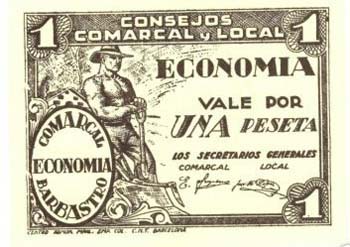 CONSEJOS
COMARCAL y LOCAL
1 1
ECONOMIA
VALE POR
UNA PESETA
LOS SECRETARIOS GENERALES
COMARCAL LOCAL
COMARCAL
ECONOMIA
BARBASTRO
1 1